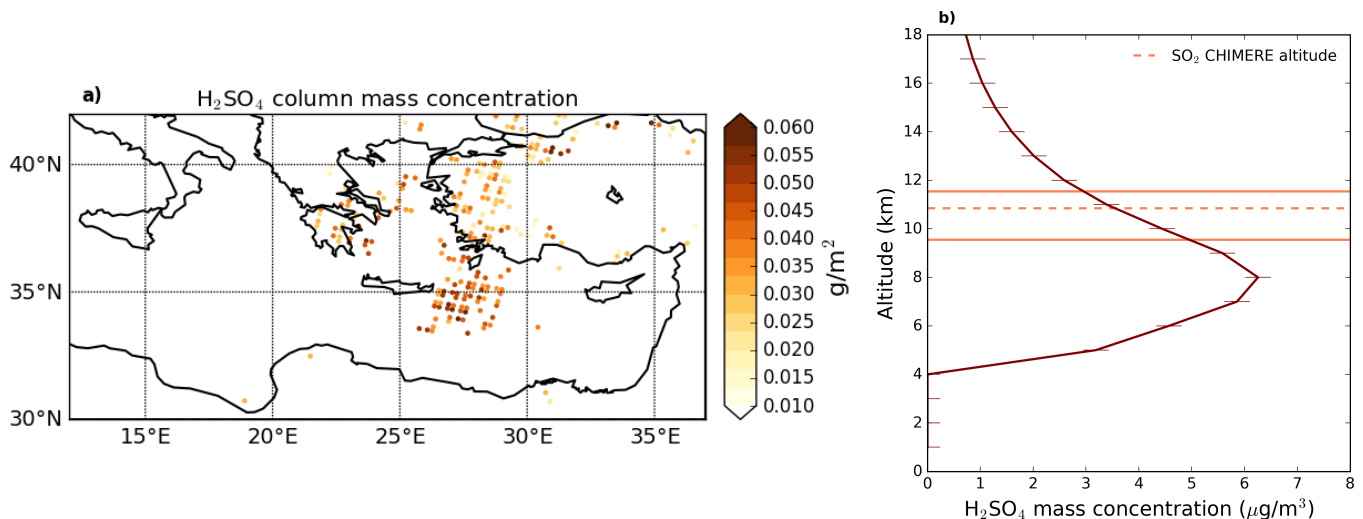 a)
H₂SO₄ column mass concentration
40°N
35°N
30°N
15°E 20°E 25°E 30°E 35°E
0.060
0.055
0.050
0.045
0.040
0.035
0.030
0.025
0.020
0.015
0.010
g/m²
b)
SO₂ CHIMERE altitude
18
16
14
12
10
8
6
4
2
0
Altitude (km)
0 1 2 3 4 5 6 7 8
H₂SO₄ mass concentration (μg/m³)